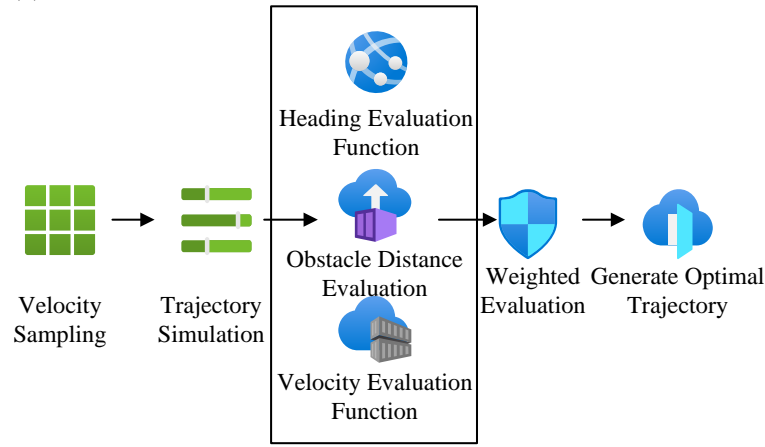 Velocity
Sampling
Trajectory
Simulation
Heading Evaluation
Function
Obstacle Distance
Evaluation
Velocity Evaluation
Function
Weighted
Evaluation
Generate Optimal
Trajectory